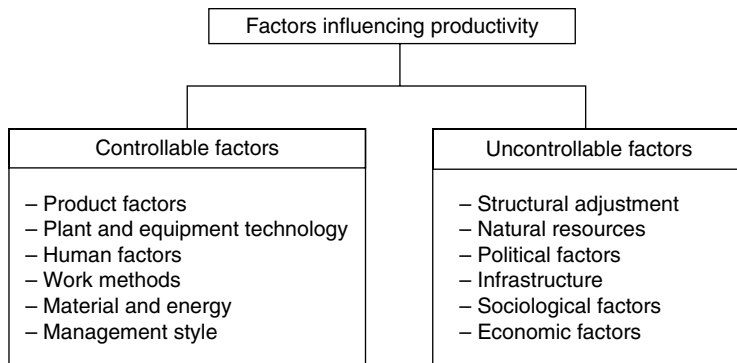 Factors influencing productivity
Controllable factors
– Product factors
– Plant and equipment technology
– Human factors
– Work methods
– Material and energy
– Management style
Uncontrollable factors
– Structural adjustment
– Natural resources
– Political factors
– Infrastructure
– Sociological factors
– Economic factors